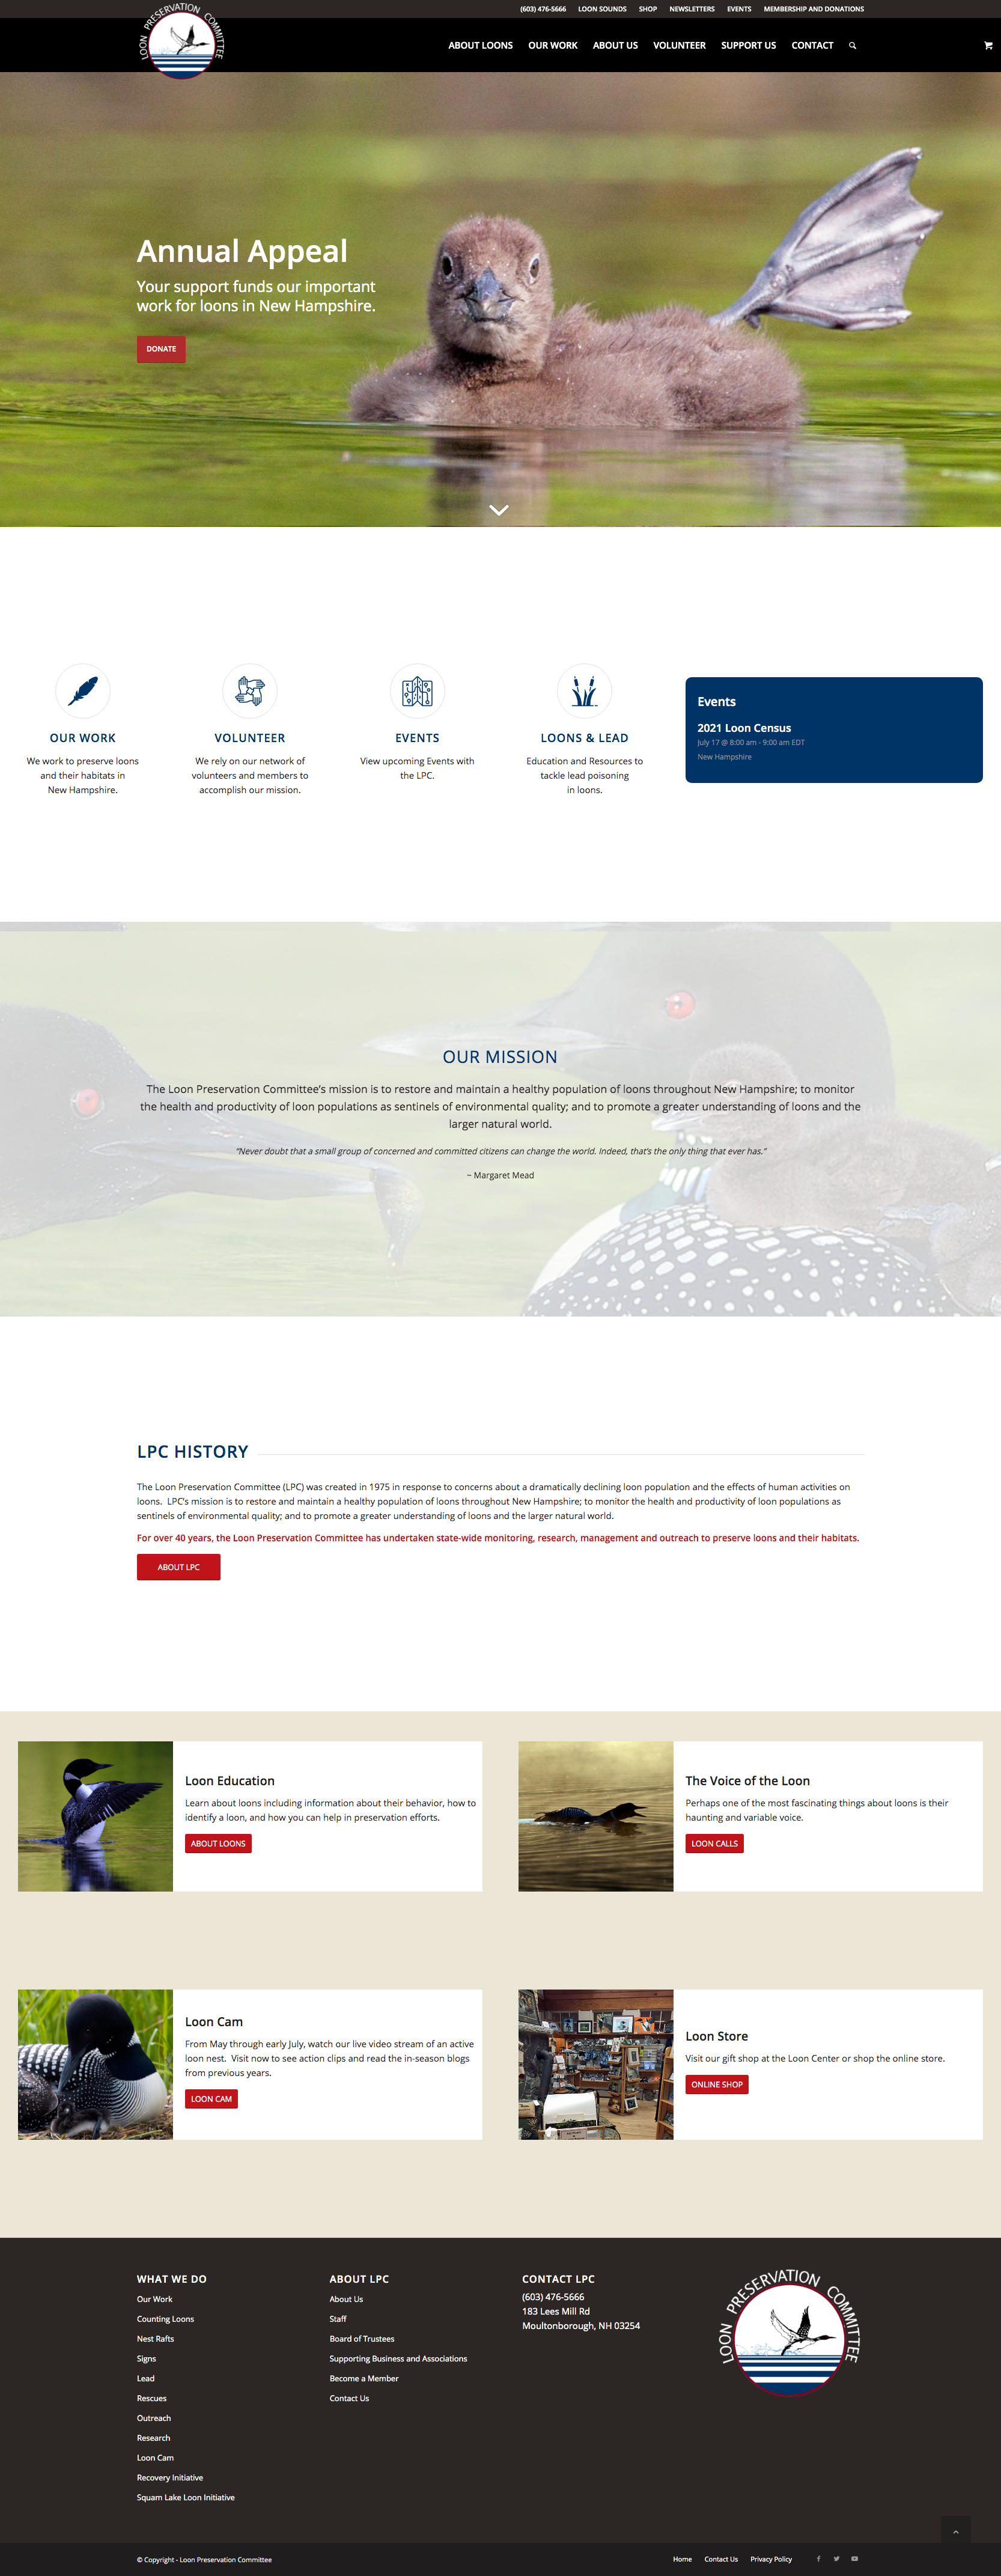 (603) 476-5666 LOON SOUNDS SHOP NEWSLETTERS EVENTS MEMBERSHIP AND DONATIONS
LOON PRESERVATION COMMITTEE
ABOUT LOONS OUR WORK ABOUT US VOLUNTEER SUPPORT US CONTACT
Annual Appeal
Your support funds our important
work for loons in New Hampshire.
DONATE
OUR WORK
We work to preserve loons
and their habitats in
New Hampshire.
VOLUNTEER
We rely on our network of
volunteers and members to
accomplish our mission.
EVENTS
View upcoming Events with
the LPC.
LOONS & LEAD
Education and Resources to
tackle lead poisoning
in loons.
Events
2021 Loon Census
July 17 @ 8:00 am - 9:00 am EDT
New Hampshire
OUR MISSION
The Loon Preservation Committee's mission is to restore and maintain a healthy population of loons throughout New Hampshire; to monitor
the health and productivity of loon populations as sentinels of environmental quality; and to promote a greater understanding of loons and the
larger natural world.
"Never doubt that a small group of concerned and committed citizens can change the world. Indeed, that's the only thing that ever has."
~ Margaret Mead
LPC HISTORY
The Loon Preservation Committee (LPC) was created in 1975 in response to concerns about a dramatically declining loon population and the effects of human activities on
loons. LPC's mission is to restore and maintain a healthy population of loons throughout New Hampshire; to monitor the health and productivity of loon populations as
sentinels of environmental quality; and to promote a greater understanding of loons and the larger natural world.
For over 40 years, the Loon Preservation Committee has undertaken state-wide monitoring, research, management and outreach to preserve loons and their habitats.
ABOUT LPC
Loon Education
Learn about loons including information about their behavior, how to
identify a loon, and how you can help in preservation efforts.
ABOUT LOONS
The Voice of the Loon
Perhaps one of the most fascinating things about loons is their
haunting and variable voice.
LOON CALLS
Loon Cam
From May through early July, watch our live video stream of an active
loon nest. Visit now to see action clips and read the in-season blogs
from previous years.
LOON CAM
Loon Store
Visit our gift shop at the Loon Center or shop the online store.
ONLINE SHOP
WHAT WE DO
Our Work
Counting Loons
Nest Rafts
Signs
Lead
Rescues
Outreach
Research
Loon Cam
Recovery Initiative
Squam Lake Loon Initiative
ABOUT LPC
About Us
Staff
Board of Trustees
Supporting Business and Associations
Become a Member
Contact Us
CONTACT LPC
(603) 476-5666
183 Lees Mill Rd
Moultonborough, NH 03254
LOON PRESERVATION COMMITTEE
© Copyright - Loon Preservation Committee
Home Contact Us Privacy Policy